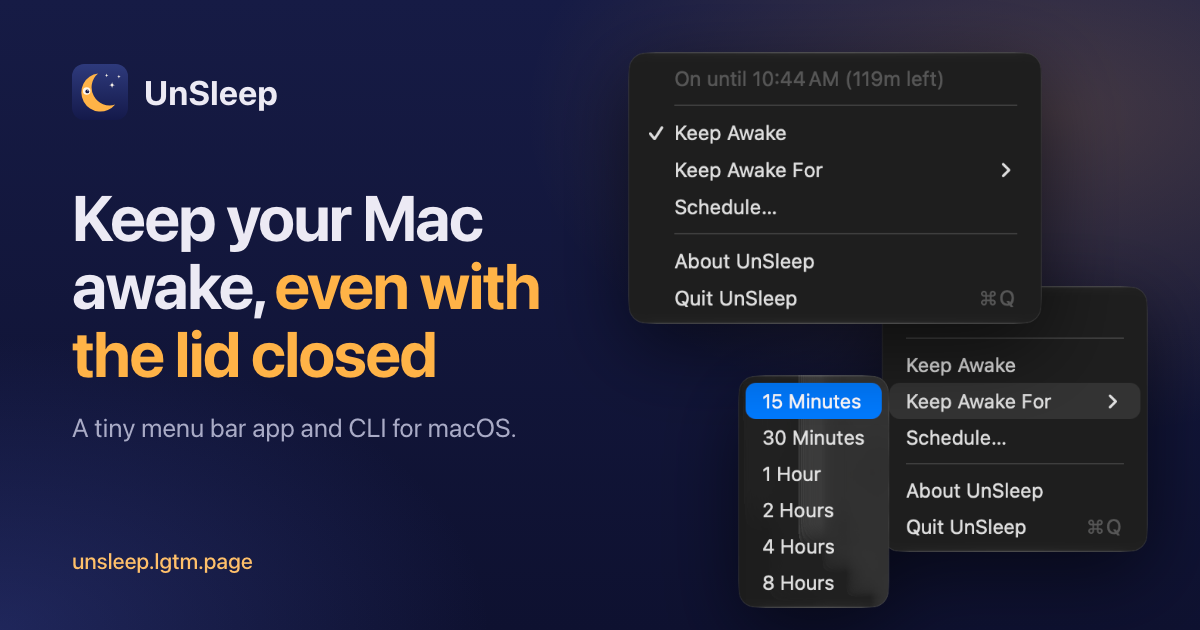 UnSleep
Keep your Mac
awake, even with
the lid closed
A tiny menu bar app and CLI for macOS.
unsleep.lgtm.page
On until 10:44 AM (119m left)
✓ Keep Awake
Keep Awake For >
Schedule...
About UnSleep
Quit UnSleep ⌘Q
Keep Awake
Keep Awake For >
Schedule...
About UnSleep
Quit UnSleep ⌘Q
15 Minutes
30 Minutes
1 Hour
2 Hours
4 Hours
8 Hours